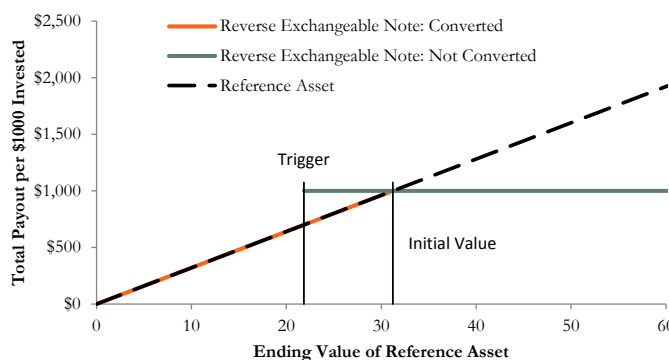 $2,500
$2,000
$1,500
$1,000
$500
$0
Total Payout per $1000 Invested
Reverse Exchangeable Note: Converted
Reverse Exchangeable Note: Not Converted
Reference Asset
Trigger
Initial Value
0 10 20 30 40 50 60
Ending Value of Reference Asset